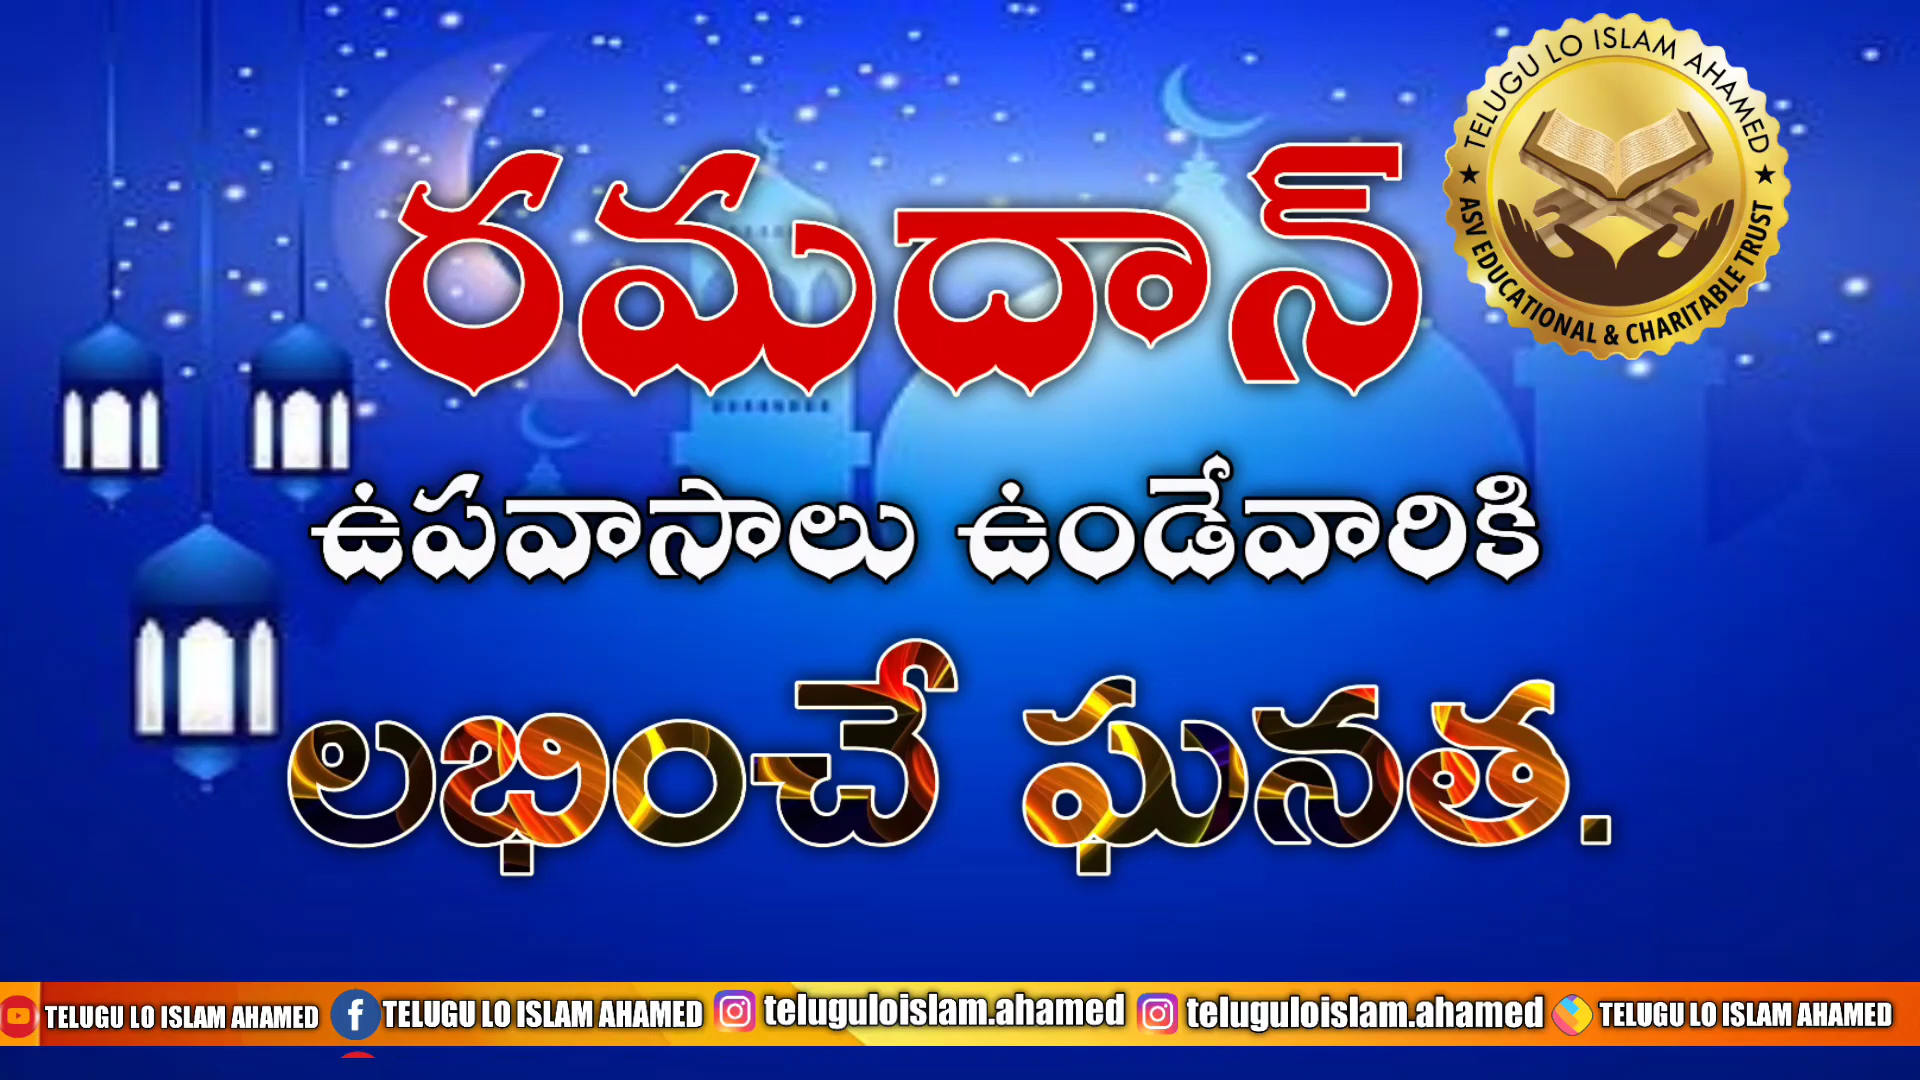 TELUGU LO ISLAM AHAMED
ASV EDUCATIONAL & CHARITABLE TRUST
రమదాన్
ఉపవాసాలు ఉండేవారికి
లభించే ఘనత.
TELUGU LO ISLAM AHAMED TELUGU LO ISLAM AHAMED teluguloislam.ahamed teluguloislam.ahamed TELUGU LO ISLAM AHAMED